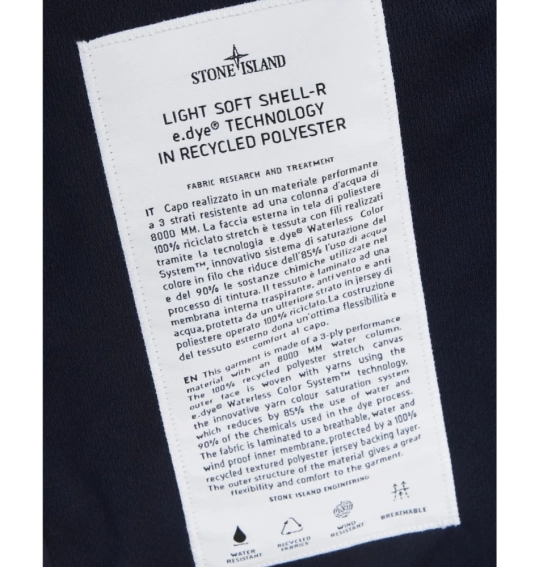 STONE ISLAND
LIGHT SOFT SHELL-R
e.dye® TECHNOLOGY
IN RECYCLED POLYESTER
FABRIC RESEARCH AND TREATMENT
IT Capo realizzato in un materiale performante
a 3 strati resistente ad una colonna d'acqua di
8000 MM. La faccia esterna in tela di poliestere
100% riciclato stretch è tessuta con fili realizzati
tramite la tecnologia e.dye® Waterless Color
System™, innovativo sistema di saturazione del
colore in filo che riduce dell'85% l'uso di acqua
e del 90% le sostanze chimiche utilizzate nel
processo di tintura. Il tessuto è laminato ad una
membrana interna traspirante, anti vento e anti
acqua, protetta da un ulteriore strato in jersey di
poliestere operato 100% riciclato. La costruzione
del tessuto esterno dona un'ottima flessibilità e
comfort al capo.
EN This garment is made of a 3-ply performance
material with an 8000 MM water column.
The 100% recycled polyester stretch canvas
outer face is woven with yarns using the
e.dye® Waterless Color System™ technology,
the innovative yarn colour saturation system
which reduces by 85% the use of water and
90% of the chemicals used in the dye process.
The fabric is laminated to a breathable, water and
wind proof inner membrane, protected by a 100%
recycled textured polyester jersey backing layer.
The outer structure of the material gives a great
flexibility and comfort to the garment.
STONE ISLAND ENGINEERING
WATER
RESISTANT
RECYCLED
FABRICS
WIND
RESISTANT
BREATHABLE